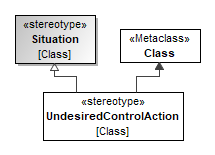 «stereotype»
Situation
[Class]
«Metaclass»
Class
«stereotype»
UndesiredControlAction
[Class]